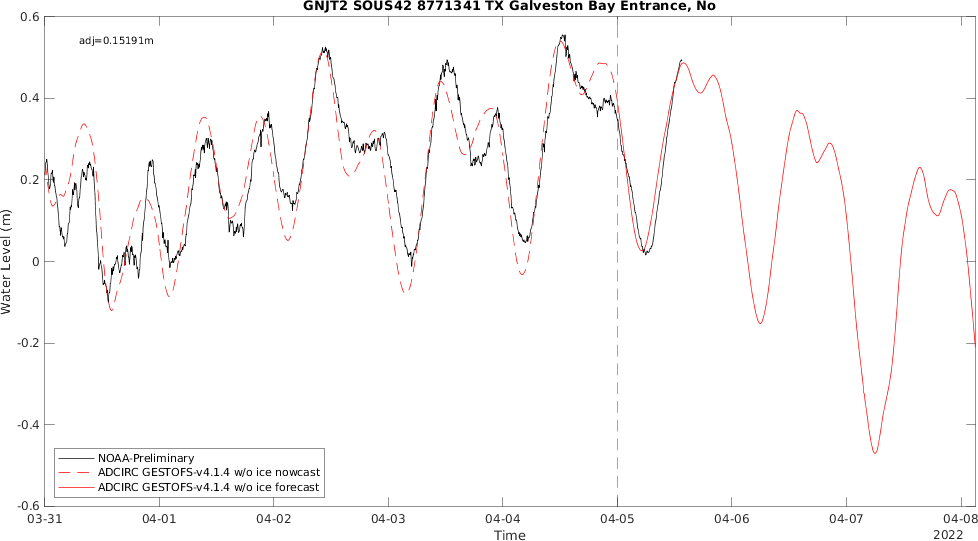 GNJT2 SOUS42 8771341 TX Galveston Bay Entrance, No
adj=0.15191m
0.6
0.4
0.2
0
-0.2
-0.4
-0.6
Water Level (m)
NOAA-Preliminary
ADCIRC GESTOFS-v4.1.4 w/o ice nowcast
ADCIRC GESTOFS-v4.1.4 w/o ice forecast
03-31 04-01 04-02 04-03 04-04 04-05 04-06 04-07 04-08
Time
2022